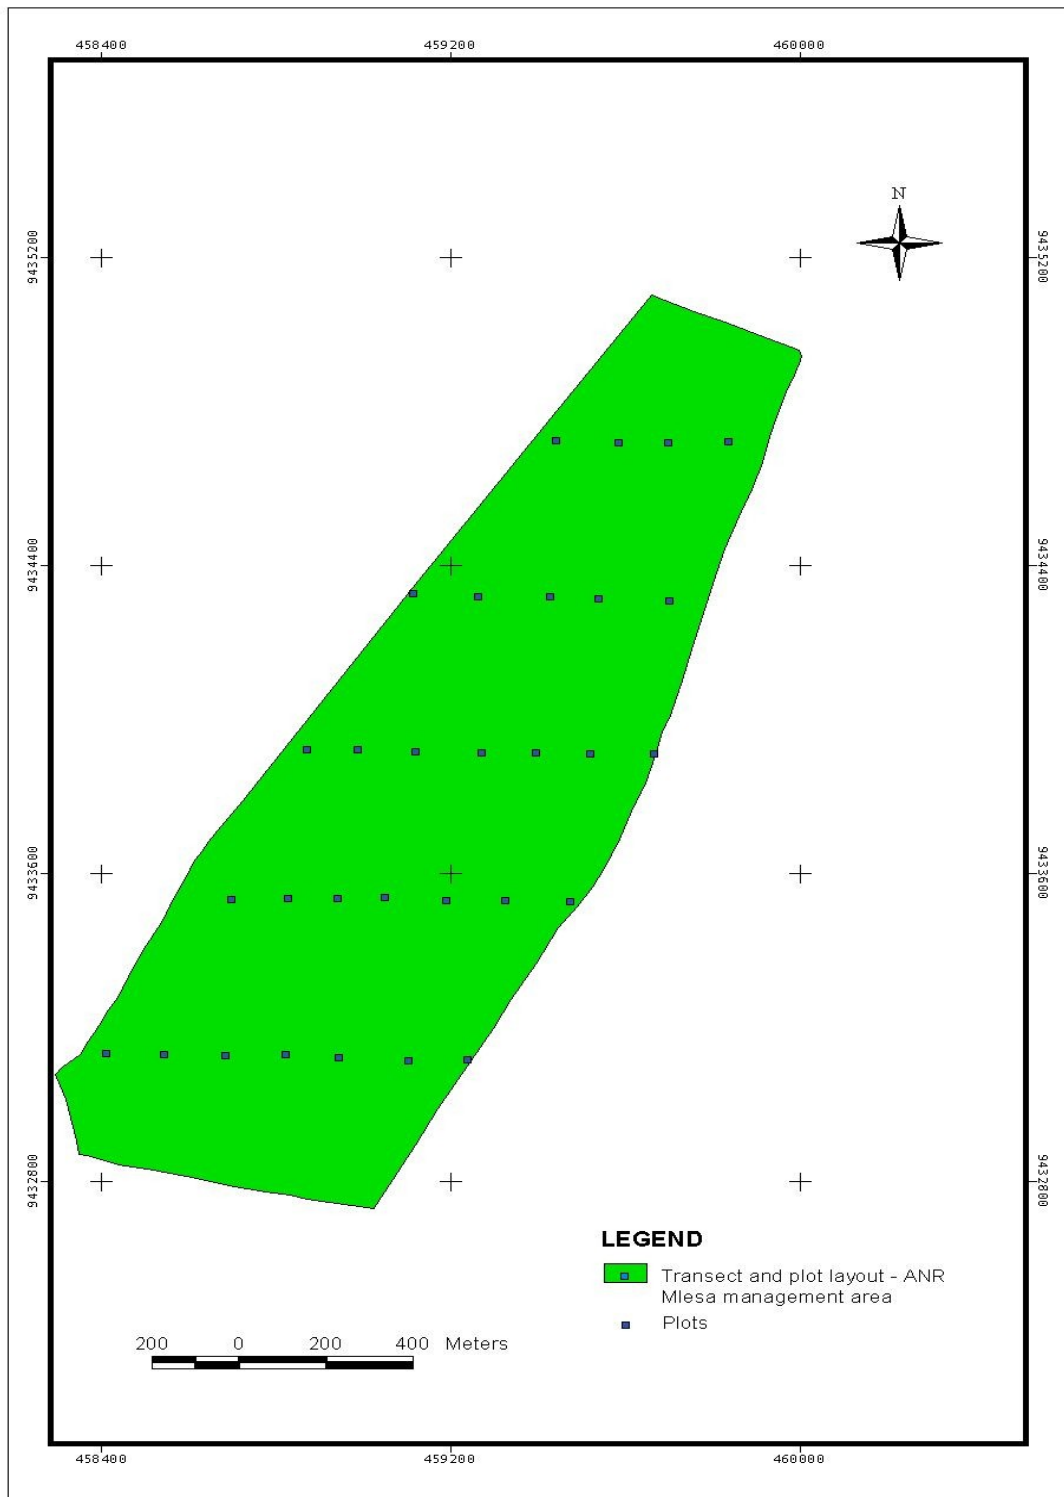 458400 459200 460000
N
9435200 9435200
9434400 9434400
9433600 9433600
9432800 9432800
LEGEND
Transect and plot layout - ANR
Mlesa management area
Plots
200 0 200 400 Meters
458400 459200 460000